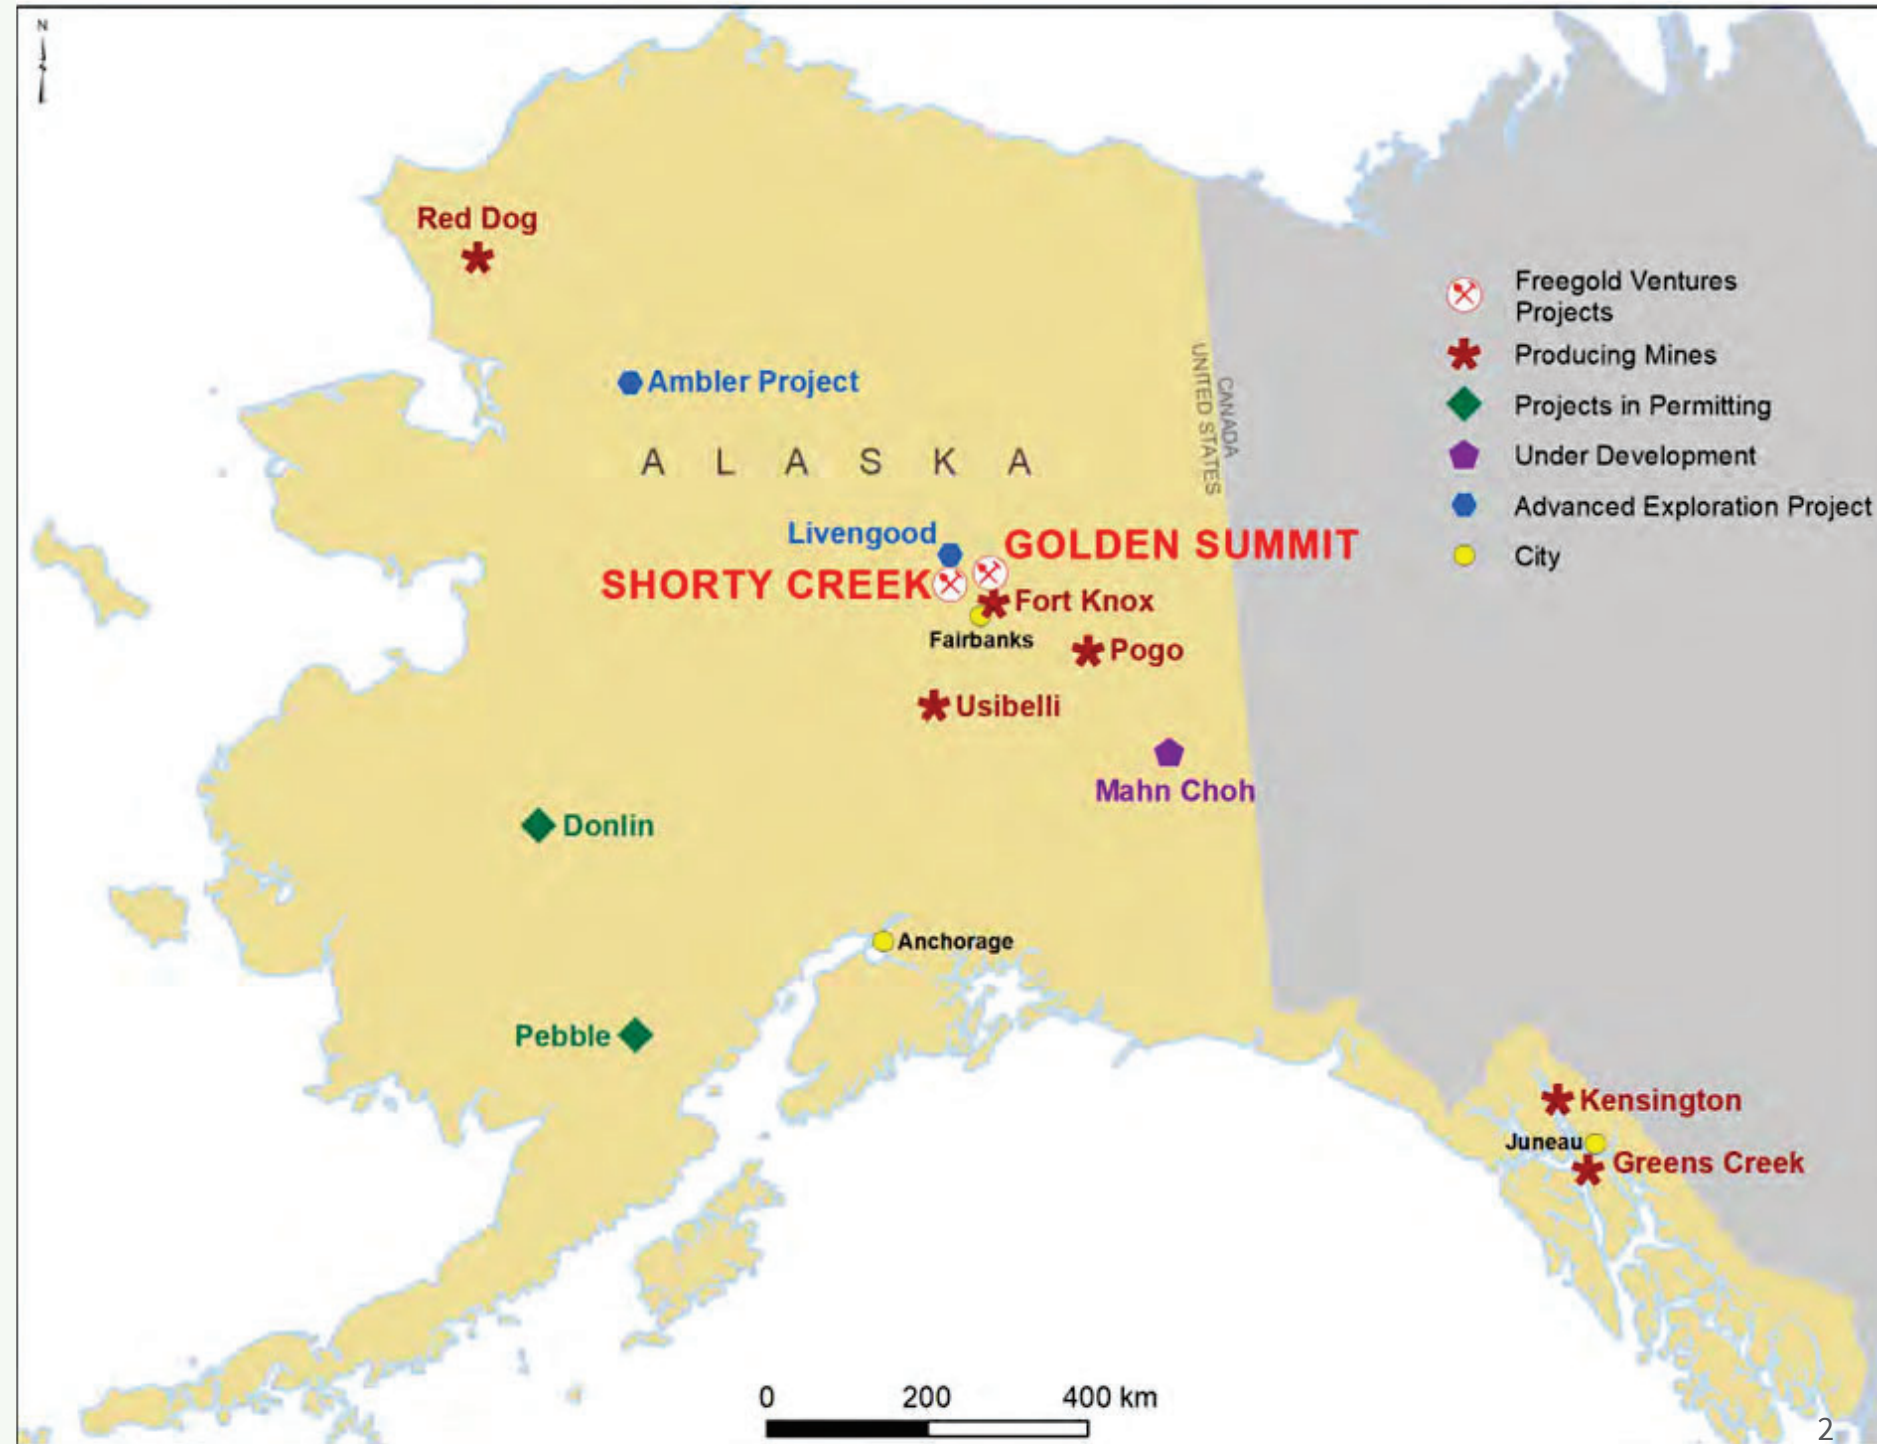 N
Red Dog
Ambler Project
ALASKA
UNITED STATES
CANADA
Freegold Ventures
Projects
Producing Mines
Projects in Permitting
Under Development
Advanced Exploration Project
City
Livengood
GOLDEN SUMMIT
SHORTY CREEK
Fort Knox
Fairbanks
Pogo
Usibelli
Mahn Choh
Donlin
Anchorage
Pebble
Kensington
Juneau
Greens Creek
0 200 400 km
2